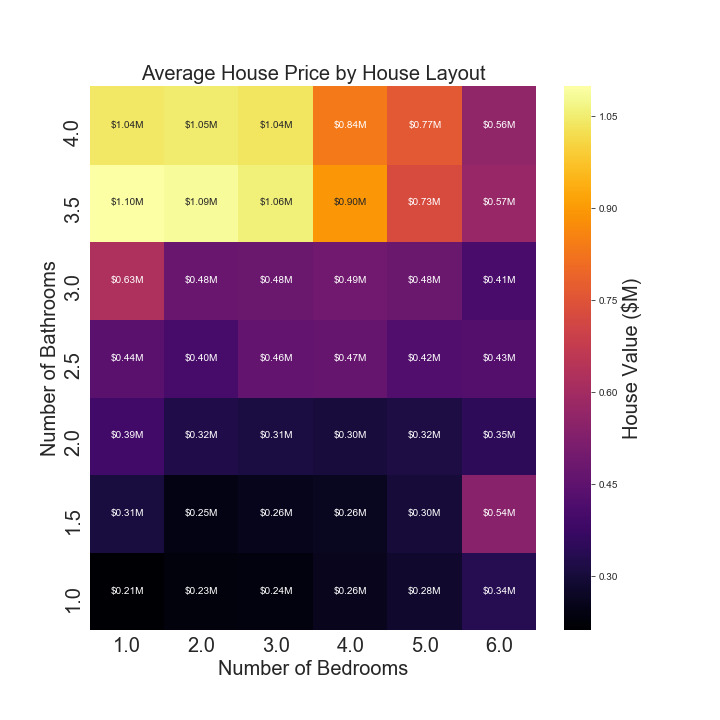 Average House Price by House Layout
4.0 $1.04M $1.05M $1.04M $0.84M $0.77M $0.56M
3.5 $1.10M $1.09M $1.06M $0.90M $0.73M $0.57M
3.0 $0.63M $0.48M $0.48M $0.49M $0.48M $0.41M
2.5 $0.44M $0.40M $0.46M $0.47M $0.42M $0.43M
2.0 $0.39M $0.32M $0.31M $0.30M $0.32M $0.35M
1.5 $0.31M $0.25M $0.26M $0.26M $0.30M $0.54M
1.0 $0.21M $0.23M $0.24M $0.26M $0.28M $0.34M
1.0 2.0 3.0 4.0 5.0 6.0
Number of Bedrooms
Number of Bathrooms
1.05
0.90
0.75
0.60
0.45
0.30
House Value ($M)